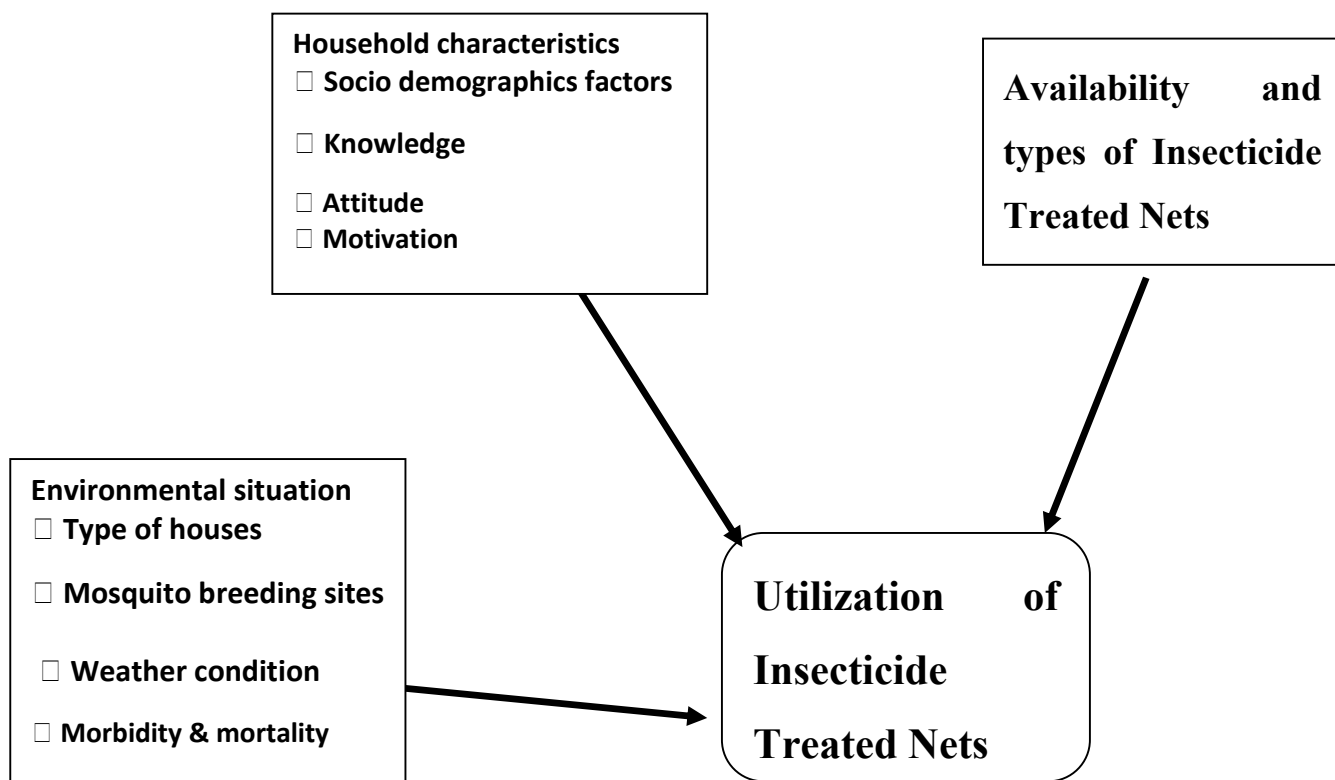 Household characteristics
□ Socio demographics factors
□ Knowledge
□ Attitude
□ Motivation
Availability and
types of Insecticide
Treated Nets
Environmental situation
□ Type of houses
□ Mosquito breeding sites
□ Weather condition
□ Morbidity & mortality
Utilization of
Insecticide
Treated Nets